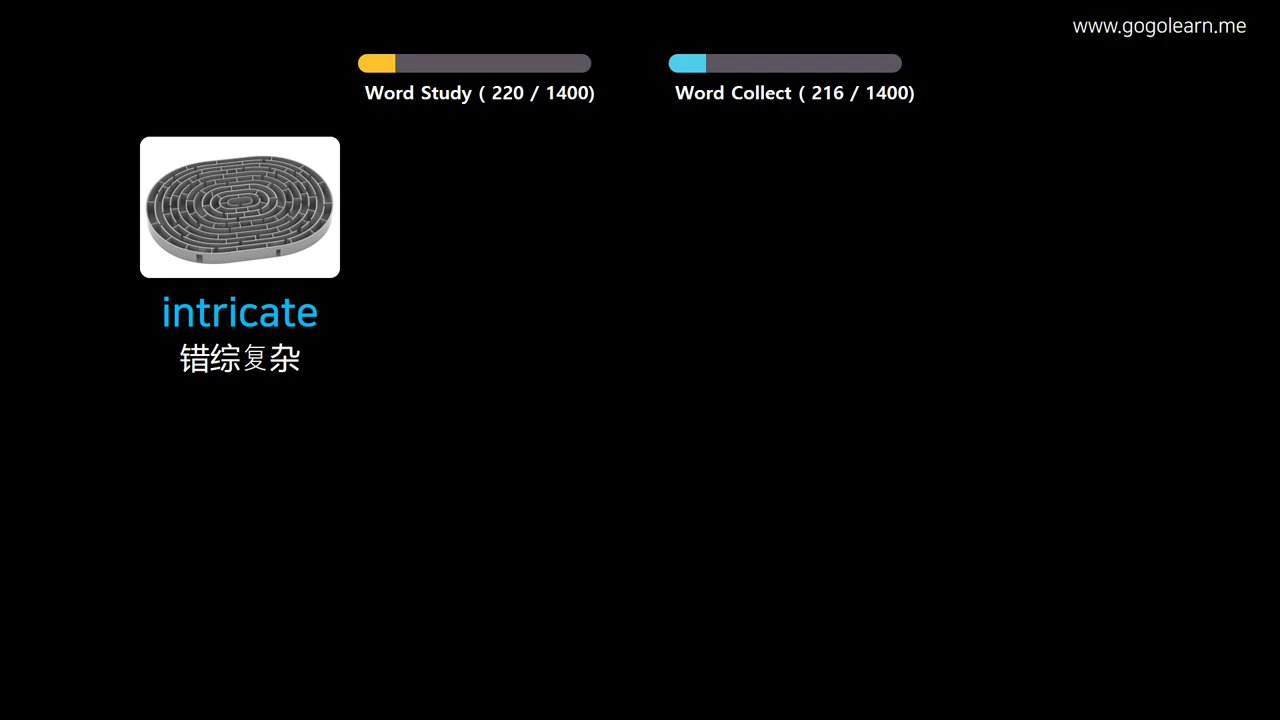 www.gogolearn.me
Word Study ( 220 / 1400)
Word Collect ( 216 / 1400)
intricate
错综复杂